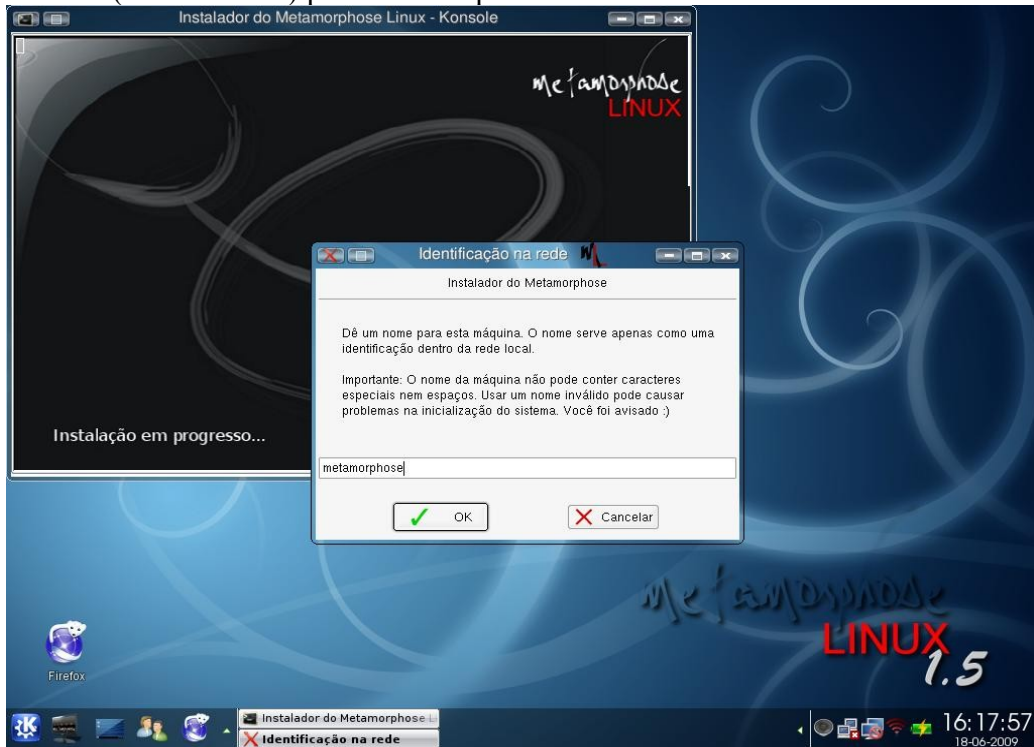 Instalador do Metamorphose Linux - Konsole
metamorphose
LINUX
Identificação na rede
Instalador do Metamorphose
Dê um nome para esta máquina. O nome serve apenas como uma
identificação dentro da rede local.
Importante: O nome da máquina não pode conter caracteres
especiais nem espaços. Usar um nome inválido pode causar
problemas na inicialização do sistema. Você foi avisado :)
Instalação em progresso...
metamorphose
OK
Cancelar
metamorphose
LINUX
1.5
Firefox
Instalador do Metamorphose
Identificação na rede
16:17:57
18-06-2009